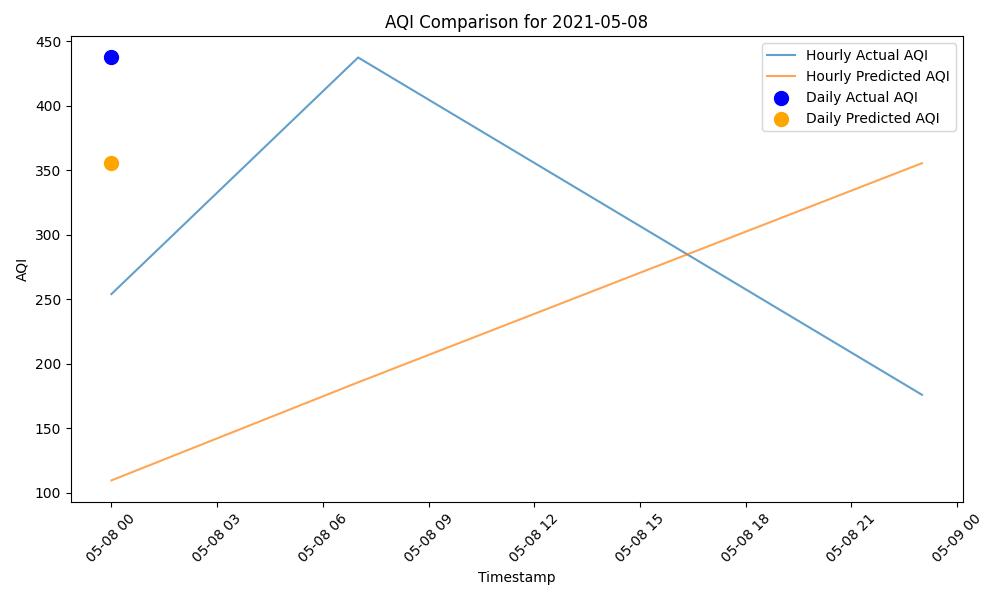 AQI Comparison for 2021-05-08
Hourly Actual AQI
Hourly Predicted AQI
Daily Actual AQI
Daily Predicted AQI
AQI
450
400
350
300
250
200
150
100
05-08 00
05-08 03
05-08 06
05-08 09
05-08 12
05-08 15
05-08 18
05-08 21
05-09 00
Timestamp